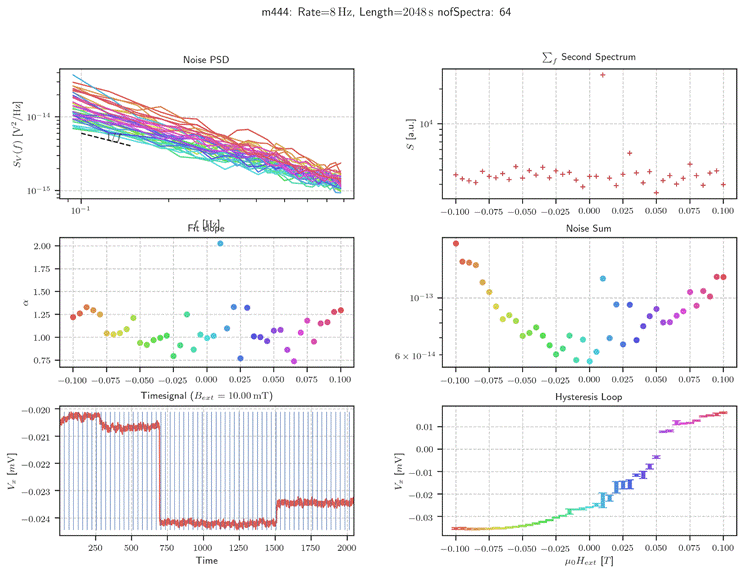 m444: Rate=8 Hz, Length=2048 s nofSpectra: 64
Noise PSD
S_V(f) [V²/Hz]
10⁻¹⁴
10⁻¹⁵
10⁻¹
f [Hz]
∑_f Second Spectrum
S [a.u.]
10⁴
−0.100 −0.075 −0.050 −0.025 0.000 0.025 0.050 0.075 0.100
Fit slope
α
2.00
1.75
1.50
1.25
1.00
0.75
−0.100 −0.075 −0.050 −0.025 0.000 0.025 0.050 0.075 0.100
Noise Sum
10⁻¹³
6 × 10⁻¹⁴
−0.100 −0.075 −0.050 −0.025 0.000 0.025 0.050 0.075 0.100
Timesignal (B_ext = 10.00 mT)
V_x [mV]
−0.020
−0.021
−0.022
−0.023
−0.024
250 500 750 1000 1250 1500 1750 2000
Time
Hysteresis Loop
V_x [mV]
0.01
0.00
−0.01
−0.02
−0.03
−0.100 −0.075 −0.050 −0.025 0.000 0.025 0.050 0.075 0.100
μ₀H_ext [T]